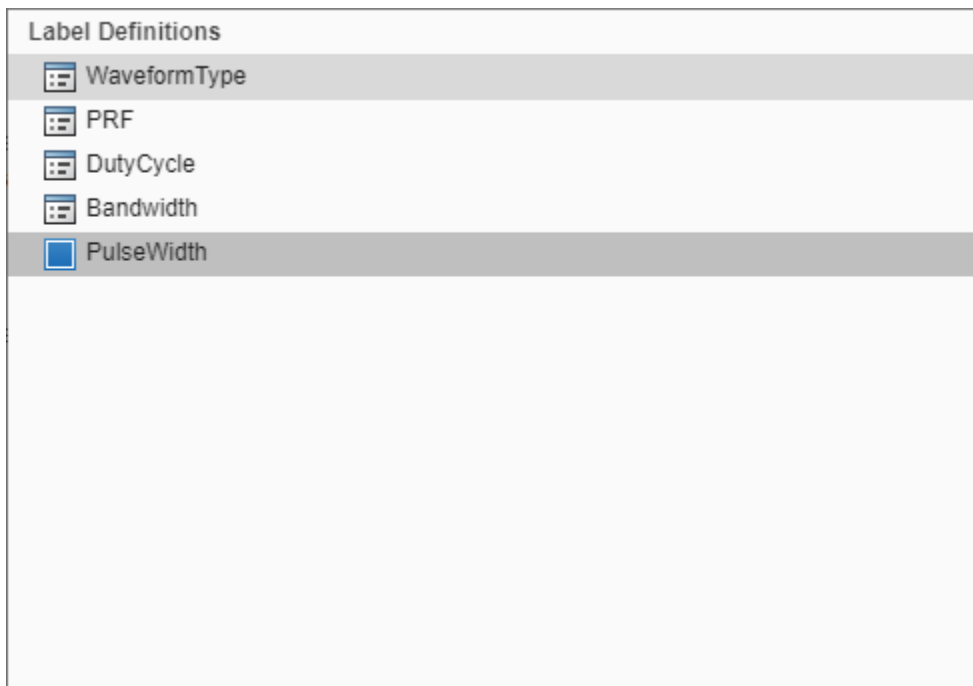 Label Definitions
WaveformType
PRF
DutyCycle
Bandwidth
PulseWidth